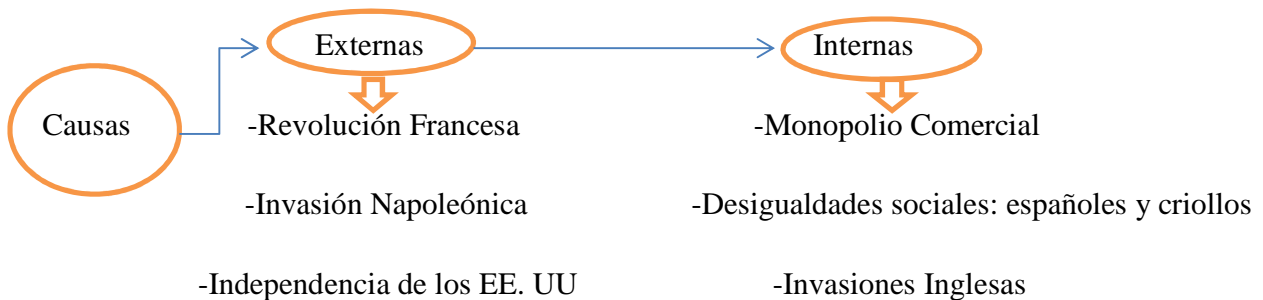 Externas
Internas
Causas
-Revolución Francesa
-Monopolio Comercial
-Invasión Napoleónica
-Desigualdades sociales: españoles y criollos
-Independencia de los EE. UU
-Invasiones Inglesas